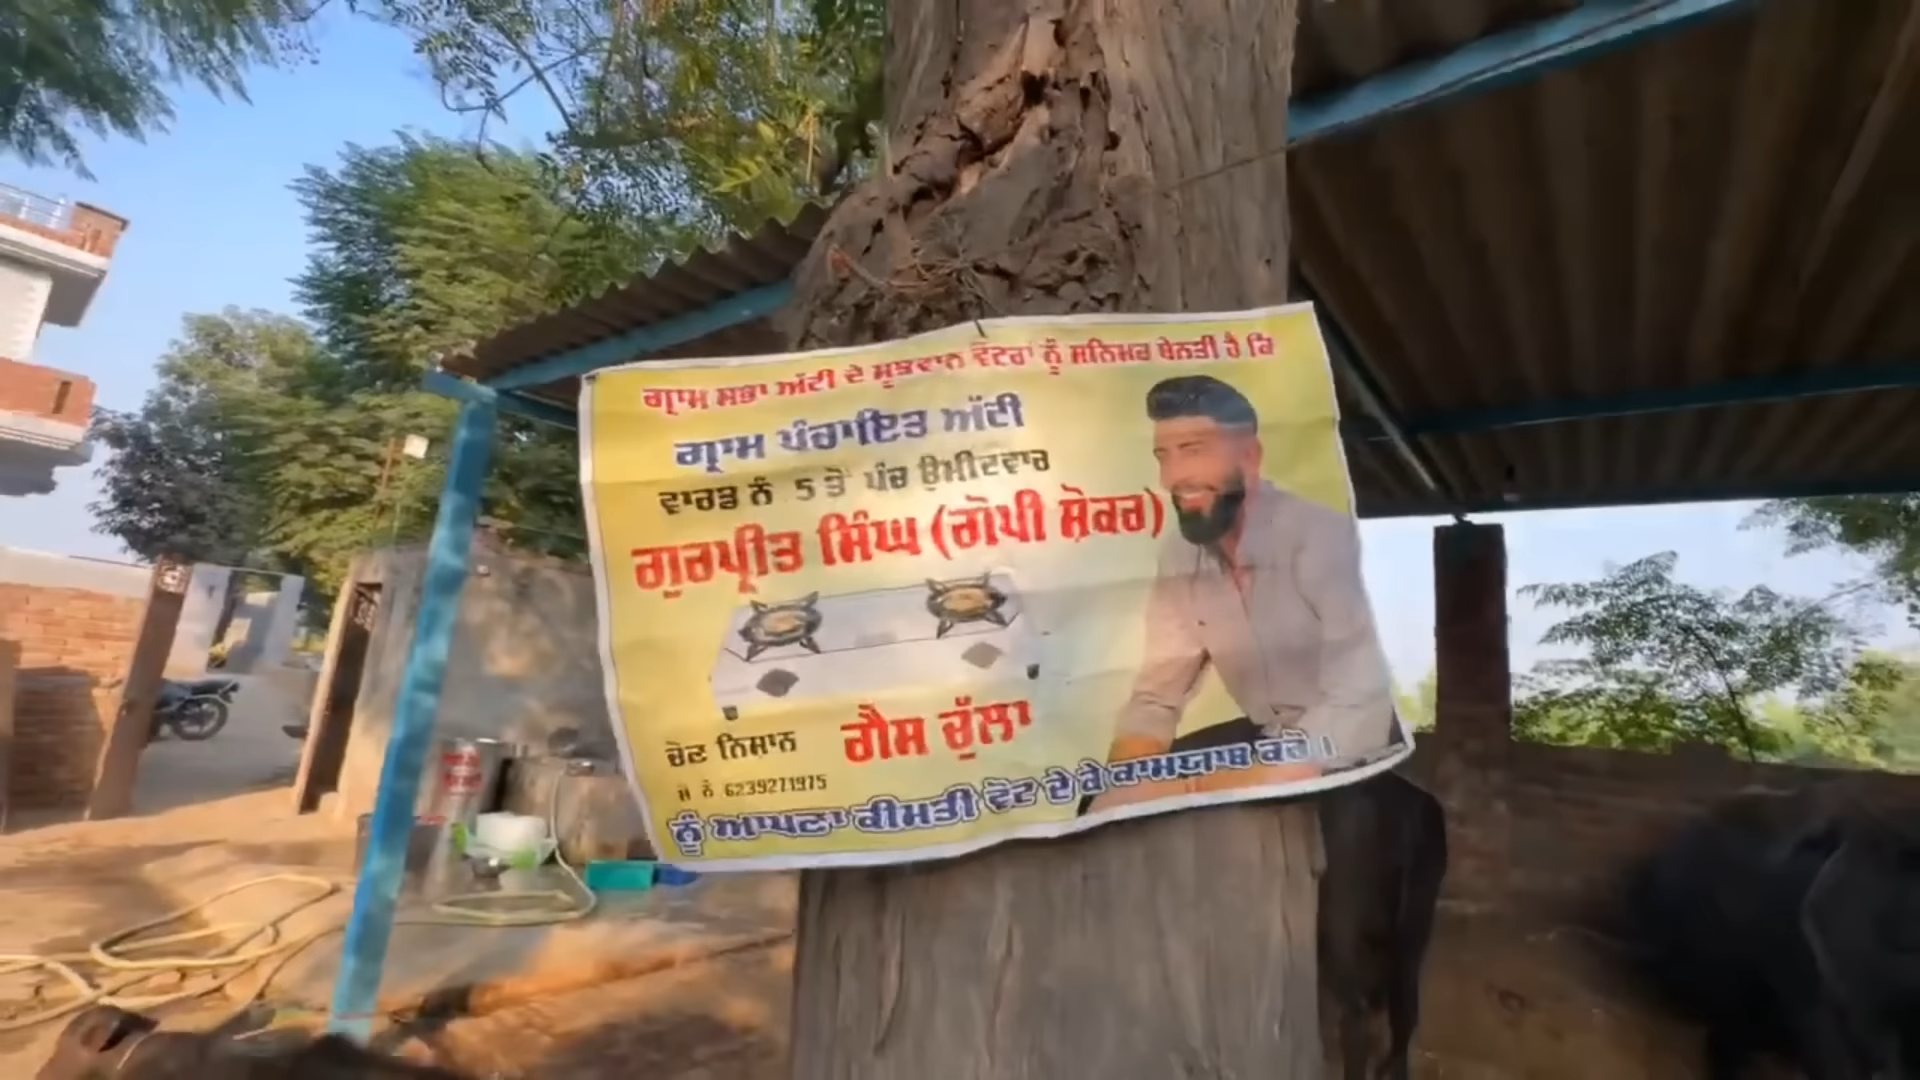 ਗ੍ਰਾਮ ਸਭਾ ਅੱਟੀ ਦੇ ਸੂਝਵਾਨ ਵੋਟਰਾਂ ਨੂੰ ਸਨਿਮਰ ਬੇਨਤੀ ਹੈ ਕਿ
ਗ੍ਰਾਮ ਪੰਚਾਇਤ ਅੱਟੀ
ਵਾਰਡ ਨੰ. 5 ਤੋਂ ਪੰਚ ਉਮੀਦਵਾਰ
ਗੁਰਪ੍ਰੀਤ ਸਿੰਘ (ਗੋਪੀ ਸ਼ੋਕਰ)
ਚੋਣ ਨਿਸ਼ਾਨ ਗੈਸ ਚੁੱਲਾ
ਮ ਨੰ. 6239271975
ਨੂੰ ਆਪਣਾ ਕੀਮਤੀ ਵੋਟ ਦੇ ਕੇ ਕਾਮਯਾਬ ਕਰੋ ।